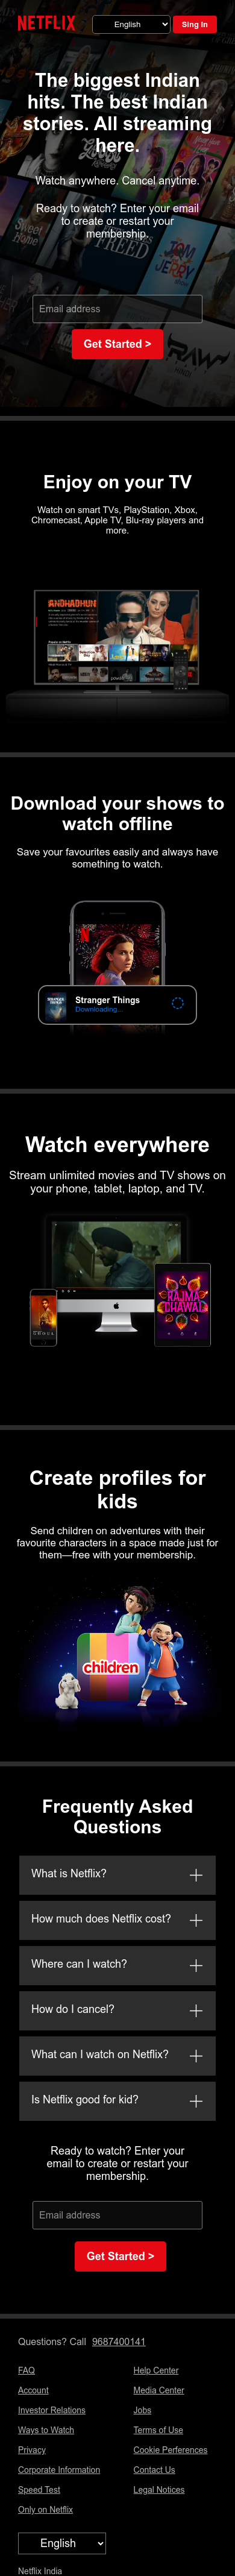 NETFLIX
English
Sing In
The biggest Indian
hits. The best Indian
stories. All streaming
here.
Watch anywhere. Cancel anytime.
Ready to watch? Enter your email
to create or restart your
membership.
Email address
Get Started >
Enjoy on your TV
Watch on smart TVs, PlayStation, Xbox,
Chromecast, Apple TV, Blu-ray players and
more.
ANDHADHUN
Download your shows to
watch offline
Save your favourites easily and always have
something to watch.
Stranger Things
Downloading...
Watch everywhere
Stream unlimited movies and TV shows on
your phone, tablet, laptop, and TV.
GHOUL
RAJMA
CHAWAL
Create profiles for
kids
Send children on adventures with their
favourite characters in a space made just for
them—free with your membership.
children
Frequently Asked
Questions
What is Netflix?
How much does Netflix cost?
Where can I watch?
How do I cancel?
What can I watch on Netflix?
Is Netflix good for kid?
Ready to watch? Enter your
email to create or restart your
membership.
Email address
Get Started >
Questions? Call 9687400141
FAQ
Help Center
Account
Media Center
Investor Relations
Jobs
Ways to Watch
Terms of Use
Privacy
Cookie Perferences
Corporate Information
Contact Us
Speed Test
Legal Notices
Only on Netflix
English
Netflix India